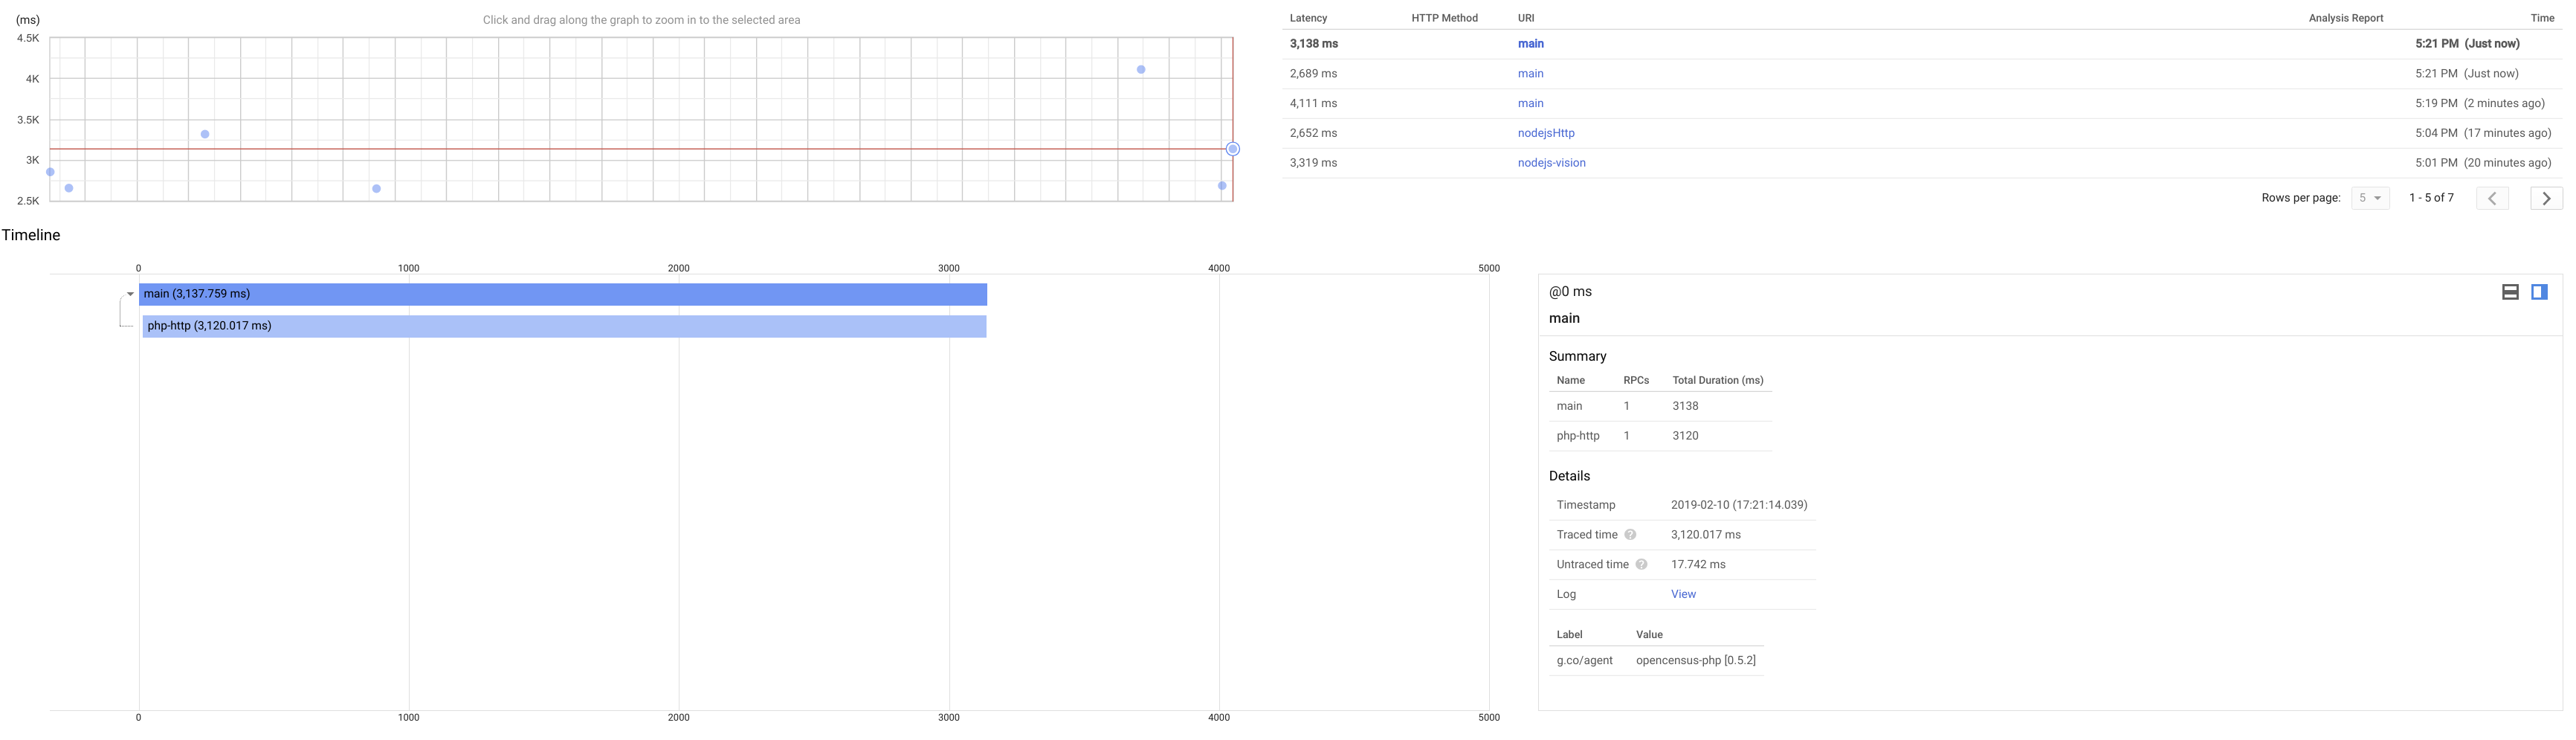 (ms)
Click and drag along the graph to zoom in to the selected area
4.5K
4K
3.5K
3K
2.5K
Latency HTTP Method URI Analysis Report Time
3,138 ms main 5:21 PM (Just now)
2,689 ms main 5:21 PM (Just now)
4,111 ms main 5:19 PM (2 minutes ago)
2,652 ms nodejsHttp 5:04 PM (17 minutes ago)
3,319 ms nodejs-vision 5:01 PM (20 minutes ago)
Rows per page: 5 1 - 5 of 7
Timeline
0 1000 2000 3000 4000 5000
main (3,137.759 ms)
php-http (3,120.017 ms)
0 1000 2000 3000 4000 5000
@0 ms
main
Summary
Name RPCs Total Duration (ms)
main 1 3138
php-http 1 3120
Details
Timestamp 2019-02-10 (17:21:14.039)
Traced time ? 3,120.017 ms
Untraced time ? 17.742 ms
Log View
Label Value
g.co/agent opencensus-php [0.5.2]